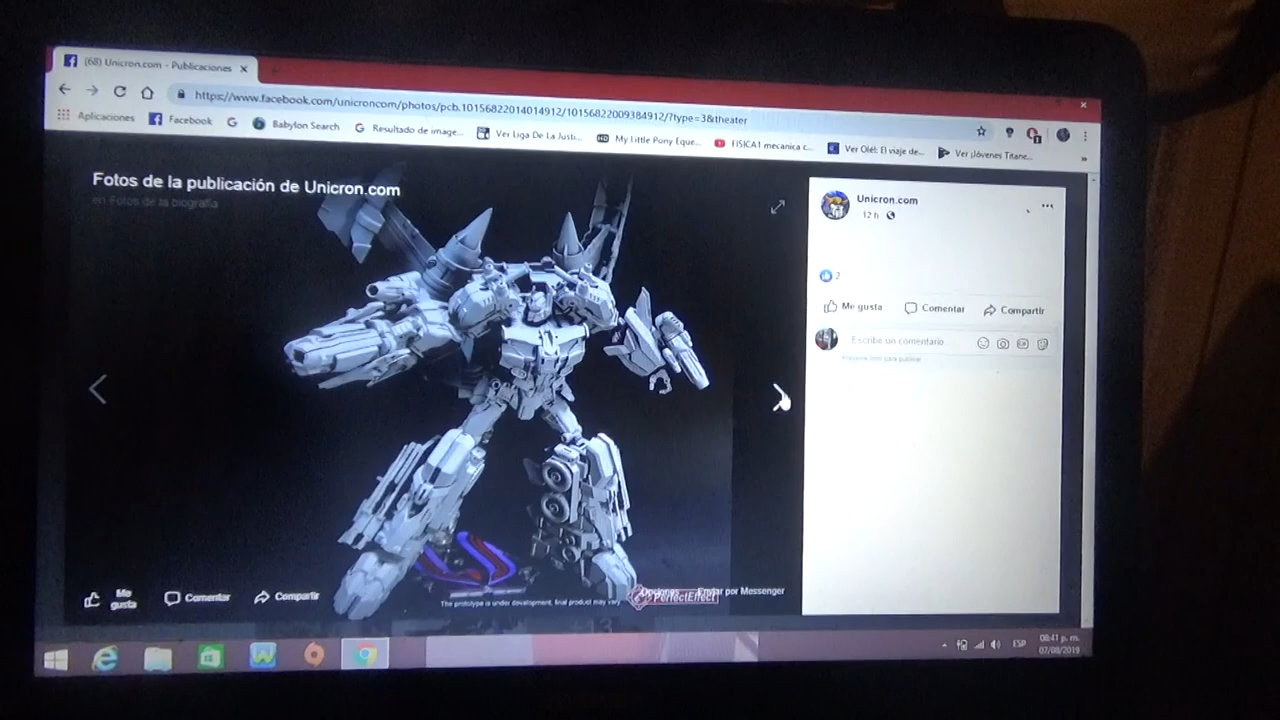 (68) Unicron.com - Publicaciones
https://www.facebook.com/unicroncom/photos/pcb.10156822014014912/10156822009384912/?type=3&theater
Aplicaciones Facebook Babylon Search Resultado de image... Ver Liga De La Justi... My Little Pony Eque... FISICA1 mecanica c... Ver Olé!: El viaje de... Ver ¡Jóvenes Titane...
Fotos de la publicación de Unicron.com
en Fotos de la biografía
Unicron.com
12 h
2
Me gusta Comentar Compartir
Escribe un comentario...
Me gusta Comentar Compartir
Enviar por Messenger
PerfectEffect
The prototype is under development, final product may vary
ESP
08:41 p. m.
07/08/2019